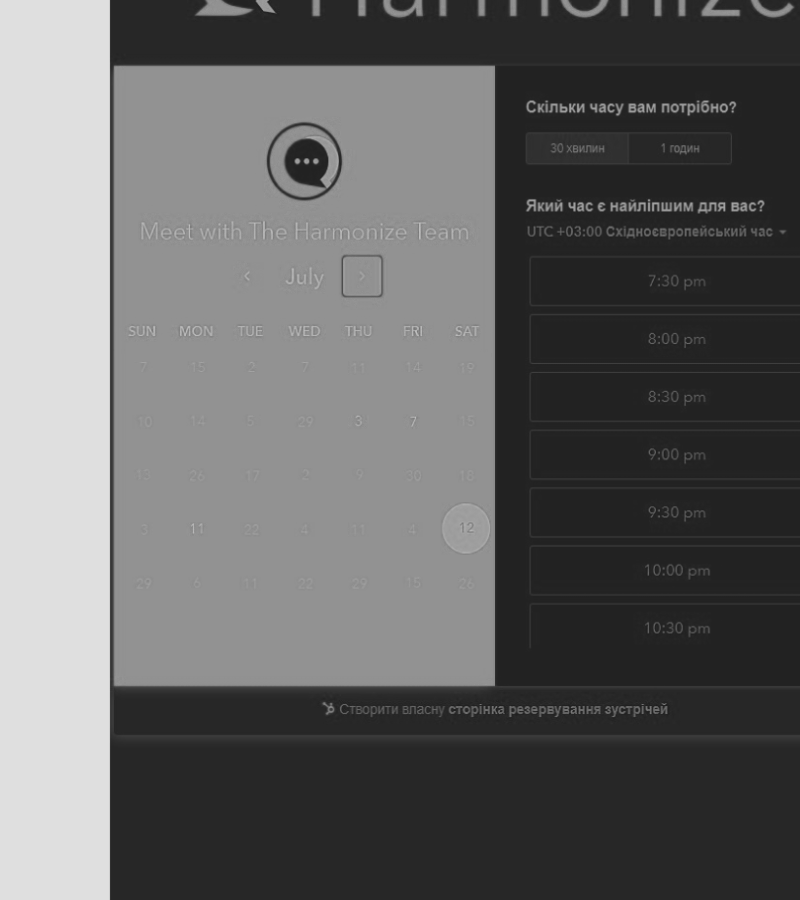 Harmonize
Meet with The Harmonize Team
July
SUN MON TUE WED THU FRI SAT
7 15 2 7 11 14 19
10 14 5 29 3 7 15
13 26 17 2 9 30 18
3 11 22 4 11 4 12
29 6 11 22 29 15 26
Скільки часу вам потрібно?
30 хвилин 1 годин
Який час є найліпшим для вас?
UTC +03:00 Східноєвропейський час
7:30 pm
8:00 pm
8:30 pm
9:00 pm
9:30 pm
10:00 pm
10:30 pm
Створити власну сторінка резервування зустрічей